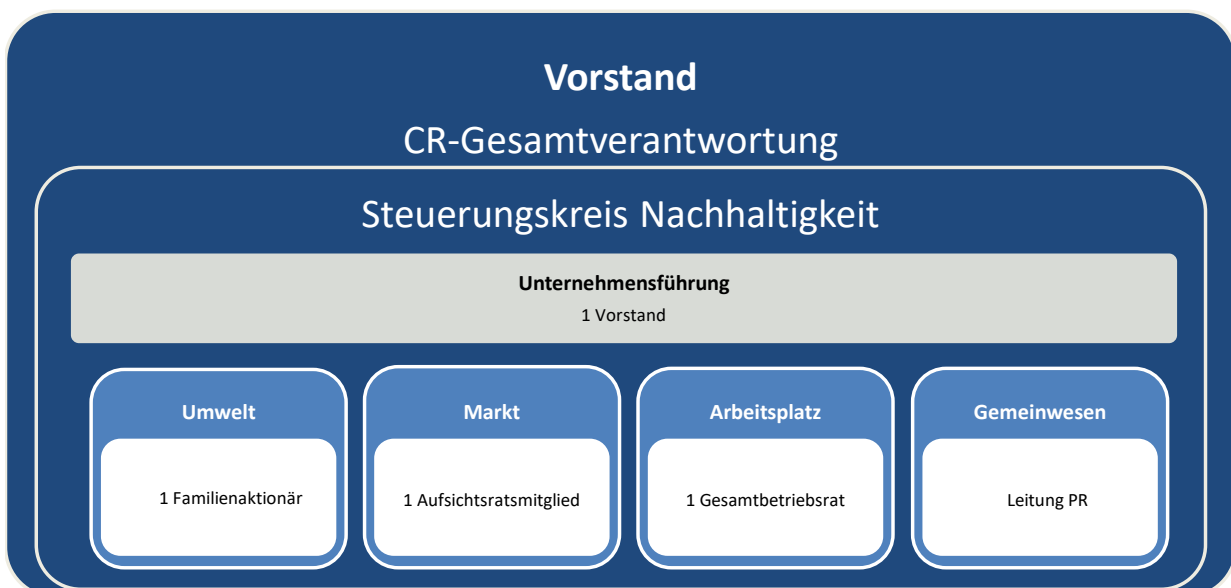 Vorstand
CR-Gesamtverantwortung
Steuerungskreis Nachhaltigkeit
Unternehmensführung
1 Vorstand
Umwelt
1 Familienaktionär
Markt
1 Aufsichtsratsmitglied
Arbeitsplatz
1 Gesamtbetriebsrat
Gemeinwesen
Leitung PR